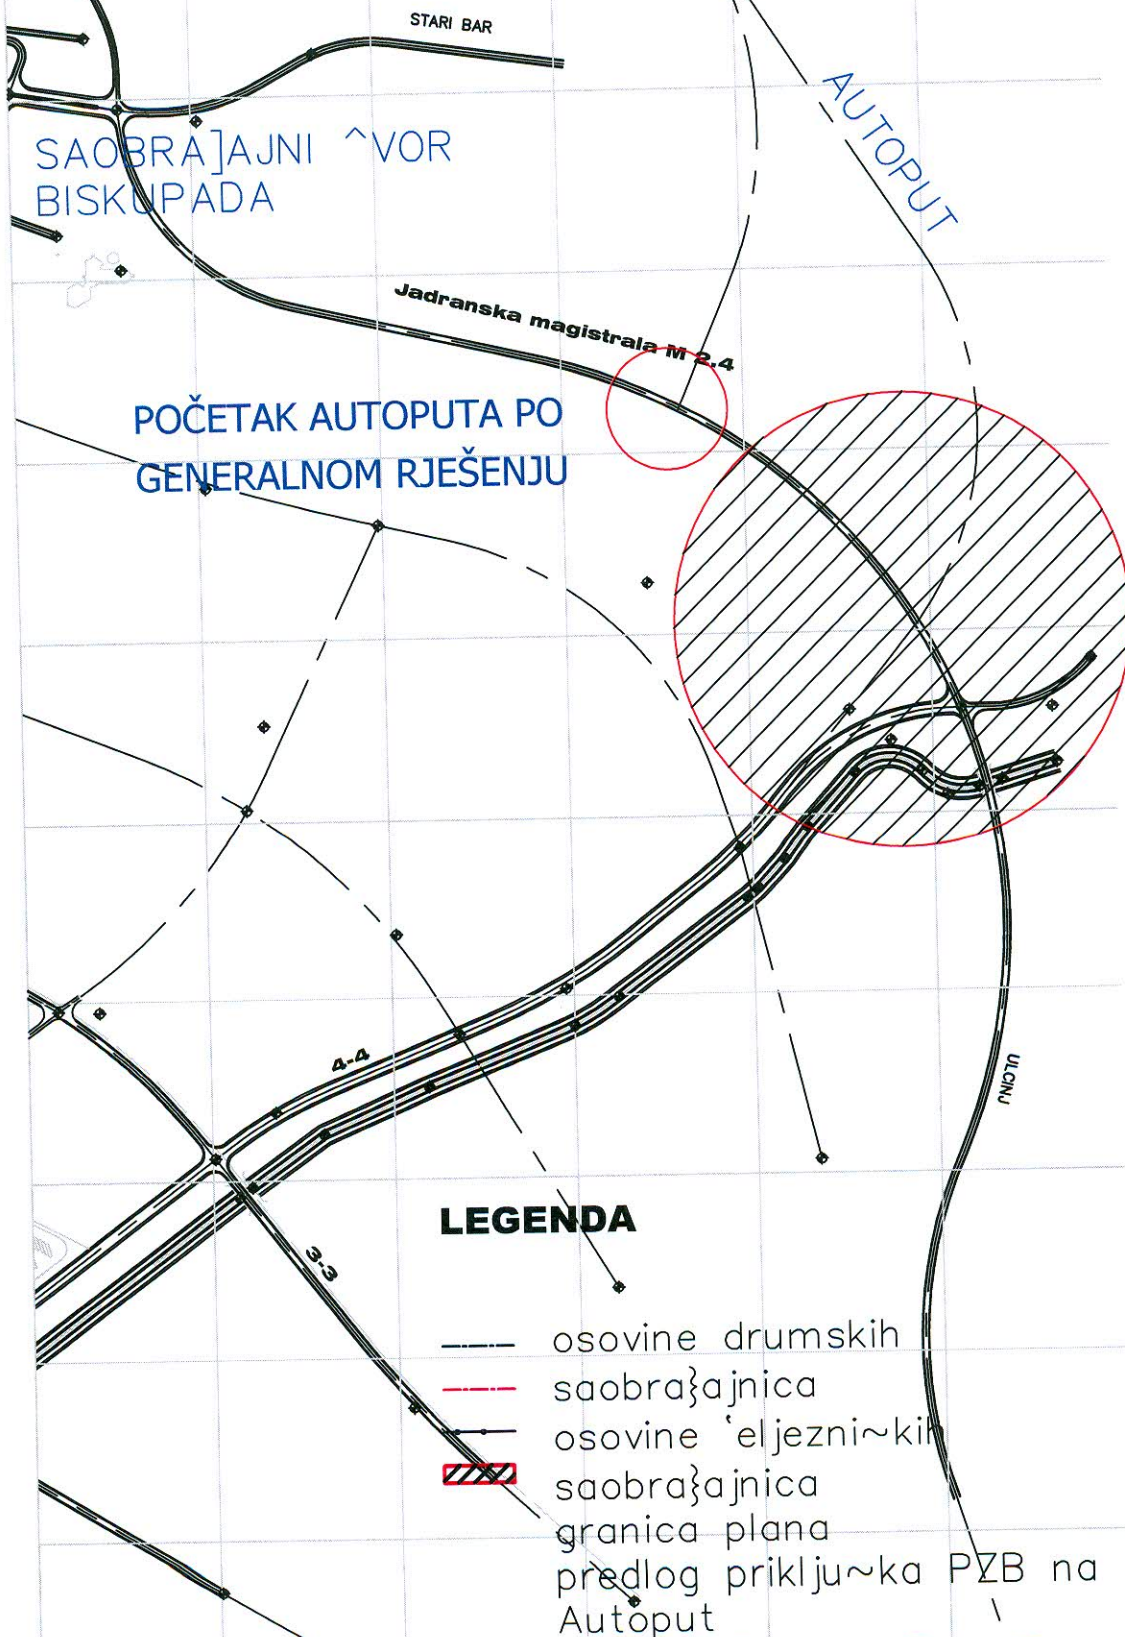 STARI BAR
AUTOPUT
SAOBRA]AJNI ^VOR
BISKUPADA
Jadranska magistrala M 2.4
POČETAK AUTOPUTA PO
GENERALNOM RJEŠENJU
4-4
ULCINJ
3-3
LEGENDA
osovine drumskih
saobra}ajnica
osovine `eljezni~kih
saobra}ajnica
granica plana
predlog priklju~ka PZB na
Autoput